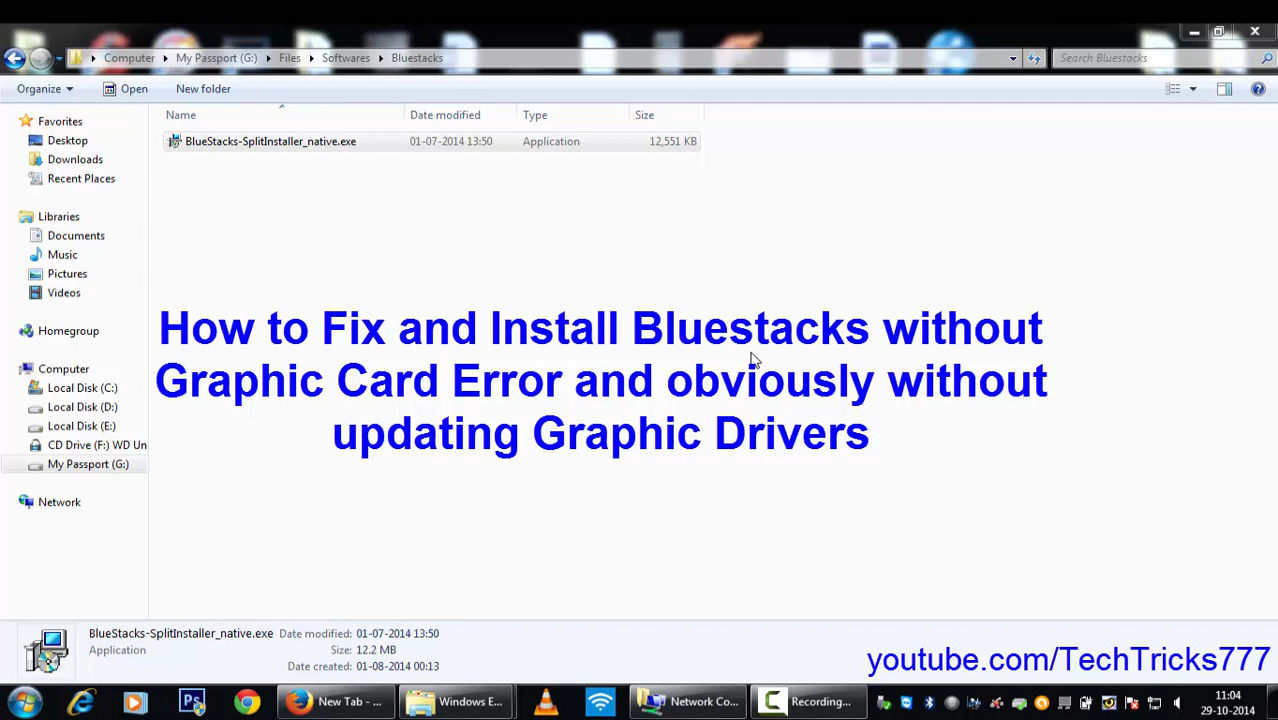 Computer ▸ My Passport (G:) ▸ Files ▸ Softwares ▸ Bluestacks
Search Bluestacks
Organize
Open
New folder
Name
Date modified
Type
Size
BlueStacks-SplitInstaller_native.exe
01-07-2014 13:50
Application
12,551 KB
Favorites
Desktop
Downloads
Recent Places
Libraries
Documents
Music
Pictures
Videos
Homegroup
Computer
Local Disk (C:)
Local Disk (D:)
Local Disk (E:)
CD Drive (F:) WD Un
My Passport (G:)
Network
How to Fix and Install Bluestacks without
Graphic Card Error and obviously without
updating Graphic Drivers
BlueStacks-SplitInstaller_native.exe
Date modified: 01-07-2014 13:50
Application
Size: 12.2 MB
Date created: 01-08-2014 00:13
youtube.com/TechTricks777
New Tab - ...
Windows E...
Network Co...
Recording...
11:04
29-10-2014